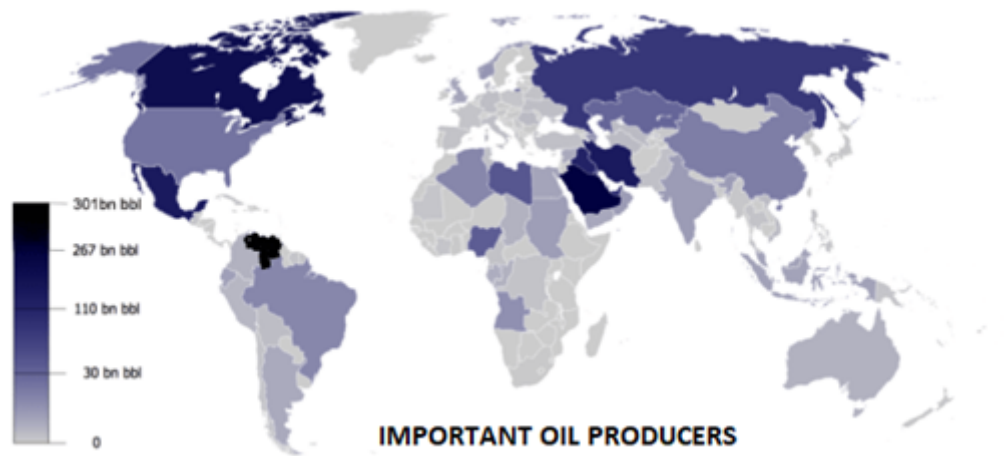 301bn bbl
267 bn bbl
110 bn bbl
30 bn bbl
0
IMPORTANT OIL PRODUCERS